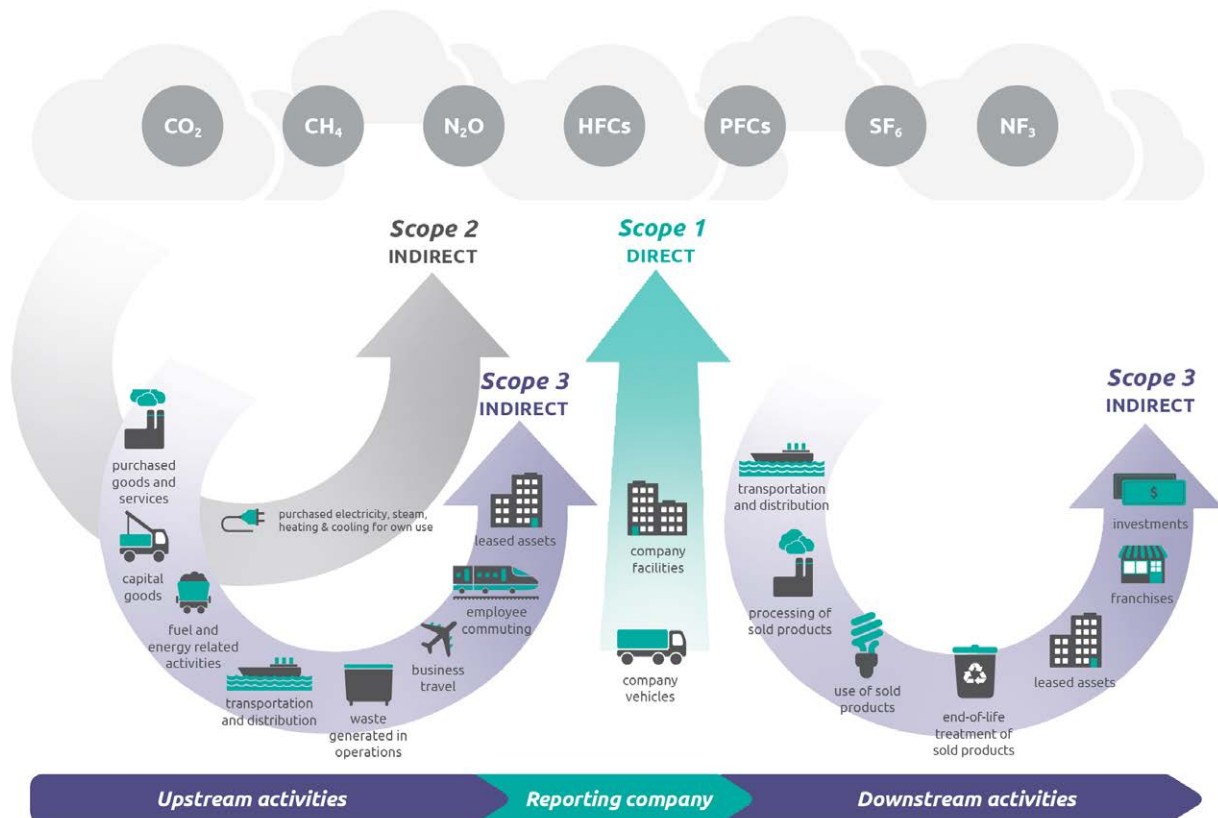 CO₂
CH₄
N₂O
HFCs
PFCs
SF₆
NF₃
Scope 2
INDIRECT
Scope 1
DIRECT
Scope 3
INDIRECT
Scope 3
INDIRECT
purchased
goods and
services
capital
goods
fuel and
energy related
activities
transportation
and distribution
waste
generated in
operations
business
travel
employee
commuting
leased assets
purchased electricity, steam,
heating & cooling for own use
company
facilities
company
vehicles
transportation
and distribution
processing of
sold products
use of sold
products
end-of-life
treatment of
sold products
leased assets
franchises
$
investments
Upstream activities
Reporting company
Downstream activities